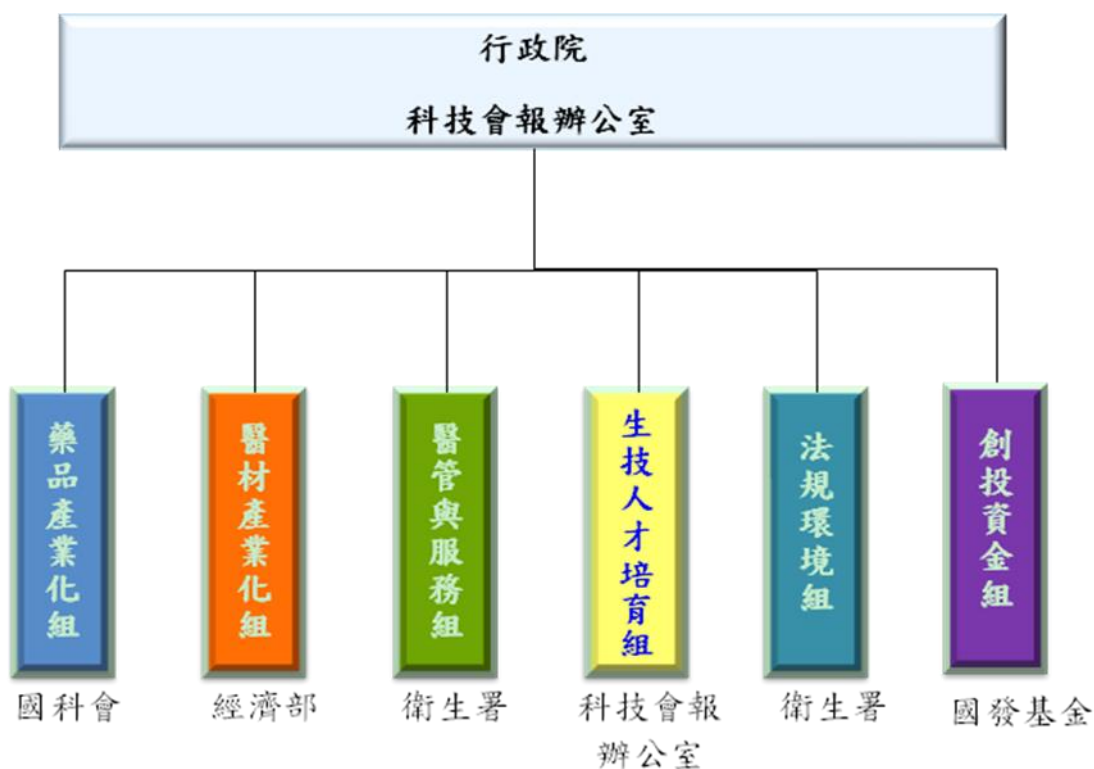 行政院
科技會報辦公室
藥品產業化組
醫材產業化組
醫管與服務組
生技人才培育組
法規環境組
創投資金組
國科會
經濟部
衛生署
科技會報
辦公室
衛生署
國發基金